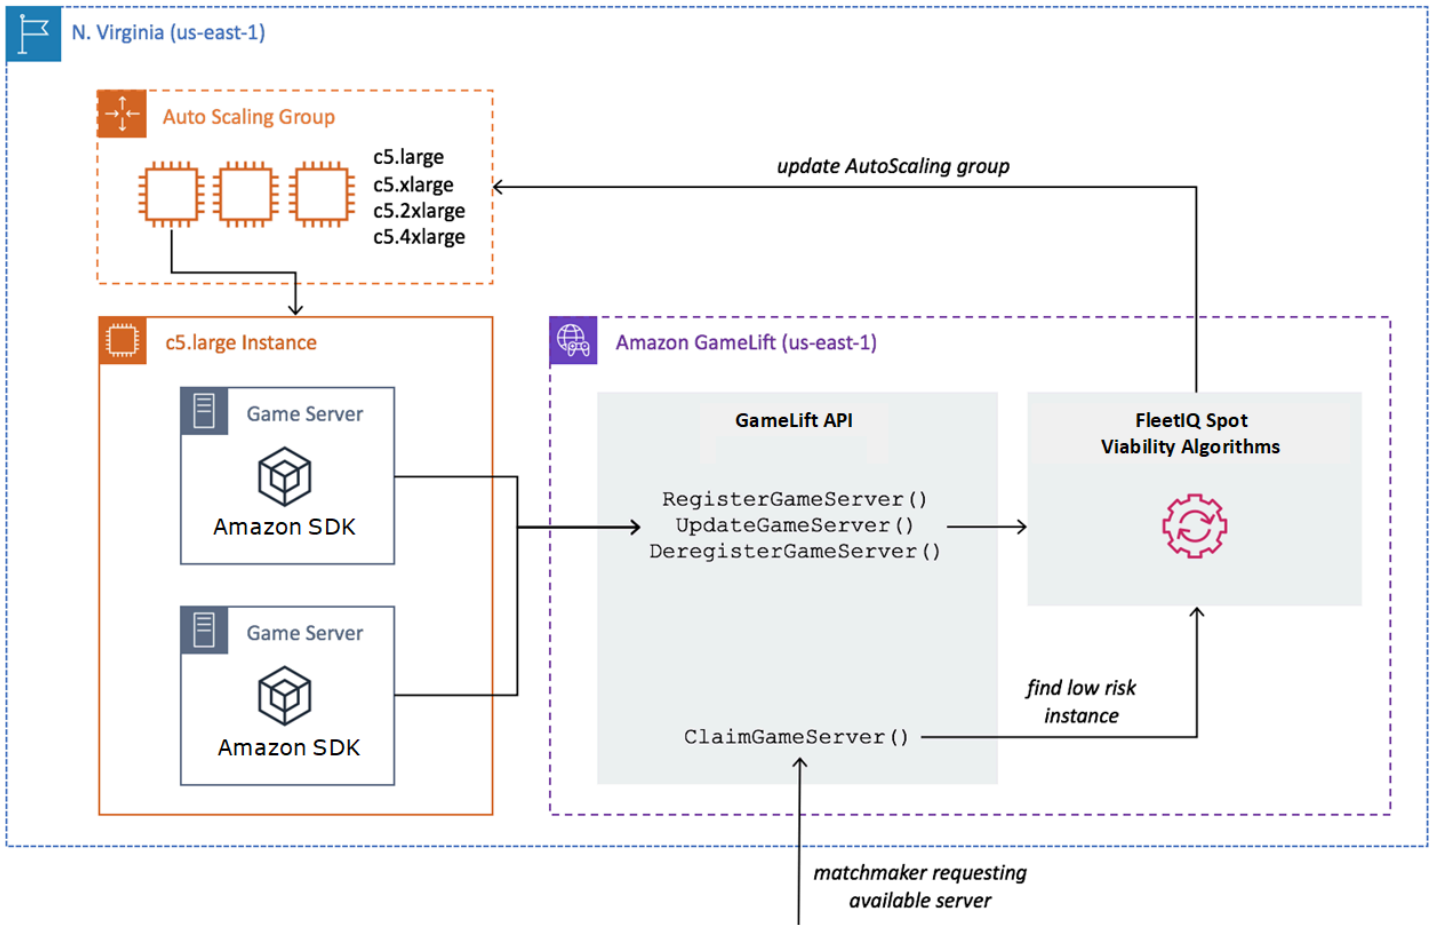 N. Virginia (us-east-1)
Auto Scaling Group
c5.large
c5.xlarge
c5.2xlarge
c5.4xlarge
update AutoScaling group
c5.large Instance
Game Server
Amazon SDK
Game Server
Amazon SDK
Amazon GameLift (us-east-1)
GameLift API
RegisterGameServer()
UpdateGameServer()
DeregisterGameServer()
ClaimGameServer()
FleetIQ Spot
Viability Algorithms
find low risk
instance
matchmaker requesting
available server